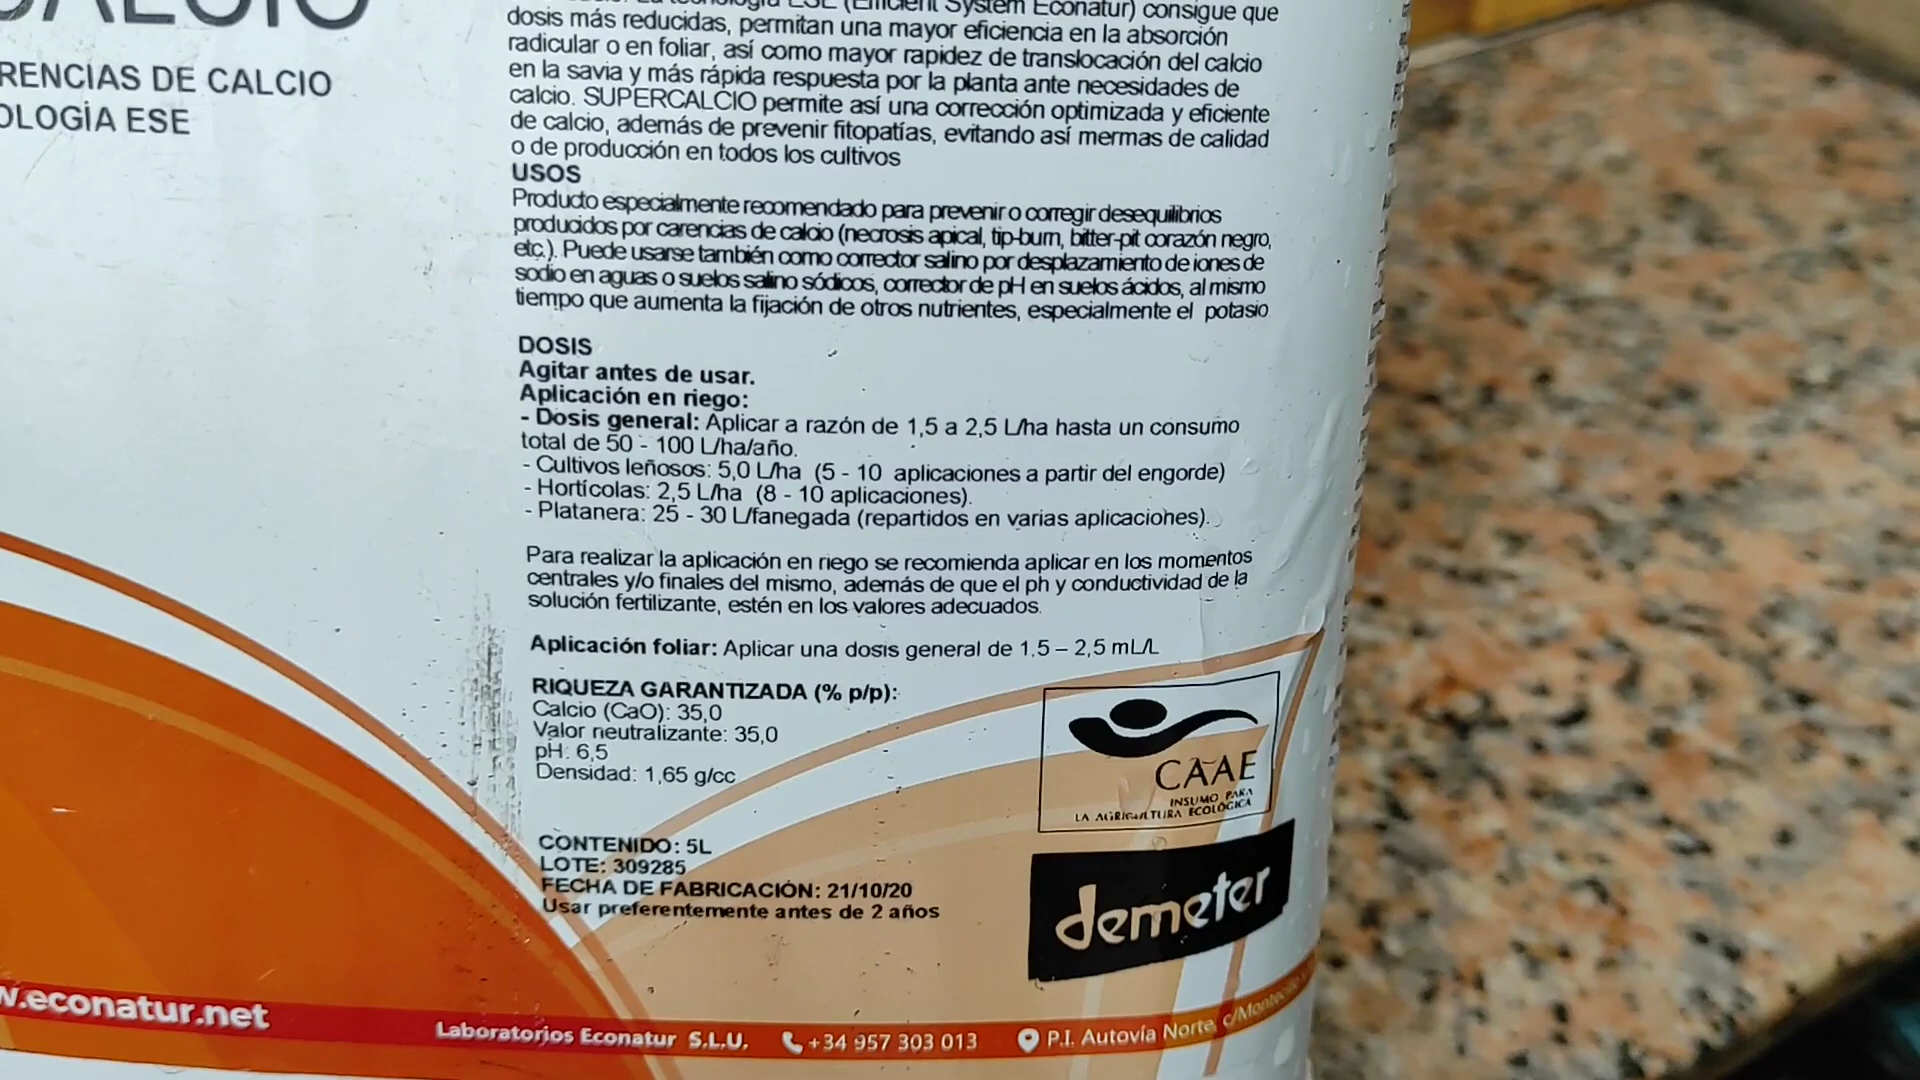 RENCIAS DE CALCIO
OLOGÍA ESE
(Efficient System Econatur) consigue que
dosis más reducidas, permitan una mayor eficiencia en la absorción
radicular o en foliar, así como mayor rapidez de translocación del calcio
en la savia y más rápida respuesta por la planta ante necesidades de
calcio. SUPERCALCIO permite así una corrección optimizada y eficiente
de calcio, además de prevenir fitopatías, evitando así mermas de calidad
o de producción en todos los cultivos
USOS
Producto especialmente recomendado para prevenir o corregir desequilibrios
producidos por carencias de calcio (necrosis apical, tip-burn, bitter-pit corazón negro,
etc.). Puede usarse también como corrector salino por desplazamiento de iones de
sodio en aguas o suelos salino sódicos, corrector de pH en suelos ácidos, al mismo
tiempo que aumenta la fijación de otros nutrientes, especialmente el potasio
DOSIS
Agitar antes de usar.
Aplicación en riego:
- Dosis general: Aplicar a razón de 1,5 a 2,5 L/ha hasta un consumo
total de 50 - 100 L/ha/año.
- Cultivos leñosos: 5,0 L/ha (5 - 10 aplicaciones a partir del engorde)
- Hortícolas: 2,5 L/ha (8 - 10 aplicaciones).
- Platanera: 25 - 30 L/fanegada (repartidos en varias aplicaciones).
Para realizar la aplicación en riego se recomienda aplicar en los momentos
centrales y/o finales del mismo, además de que el ph y conductividad de la
solución fertilizante, estén en los valores adecuados.
Aplicación foliar: Aplicar una dosis general de 1.5 – 2,5 mL/L
RIQUEZA GARANTIZADA (% p/p):
Calcio (CaO): 35,0
Valor neutralizante: 35,0
pH: 6,5
Densidad: 1,65 g/cc
CAAE
INSUMO PARA
LA AGRICULTURA ECOLÓGICA
CONTENIDO: 5L
LOTE: 309285
FECHA DE FABRICACIÓN: 21/10/20
Usar preferentemente antes de 2 años
demeter
w.econatur.net
Laboratorios Econatur S.L.U. +34 957 303 013 P.I. Autovía Norte,